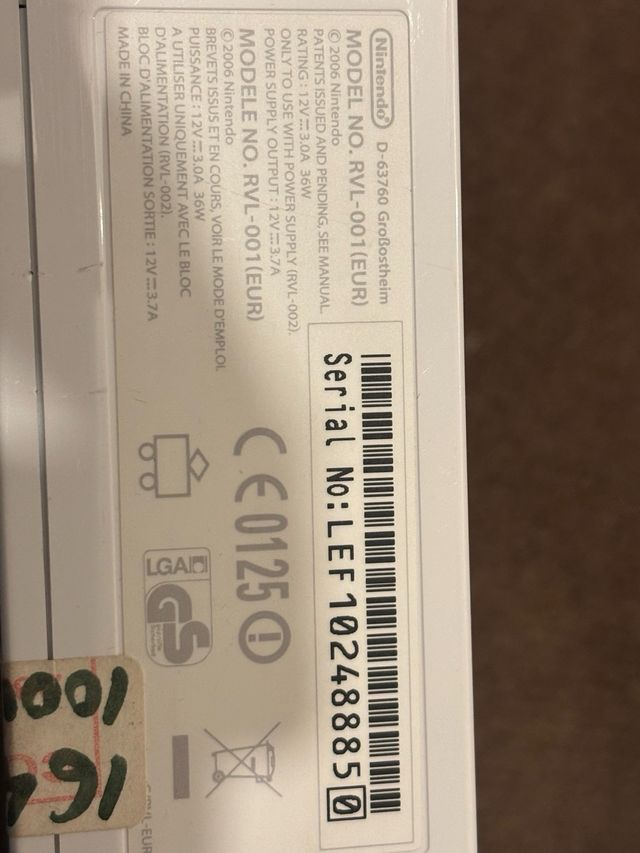 Nintendo® D-63760 Großostheim
MODEL NO. RVL-001(EUR)
© 2006 Nintendo
PATENTS ISSUED AND PENDING, SEE MANUAL
RATING : 12V⎓3.0A 36W
ONLY TO USE WITH POWER SUPPLY (RVL-002).
POWER SUPPLY OUTPUT : 12V⎓3.7A
MODELE NO. RVL-001(EUR)
© 2006 Nintendo
BREVETS ISSUS ET EN COURS, VOIR LE MODE D'EMPLOI.
PUISSANCE : 12V⎓3.0A 36W
A UTILISER UNIQUEMENT AVEC LE BLOC
D'ALIMENTATION (RVL-002).
BLOC D'ALIMENTATION SORTIE : 12V⎓3.7A
MADE IN CHINA
Serial No:LEF102488850
CE0125
LGA
GS